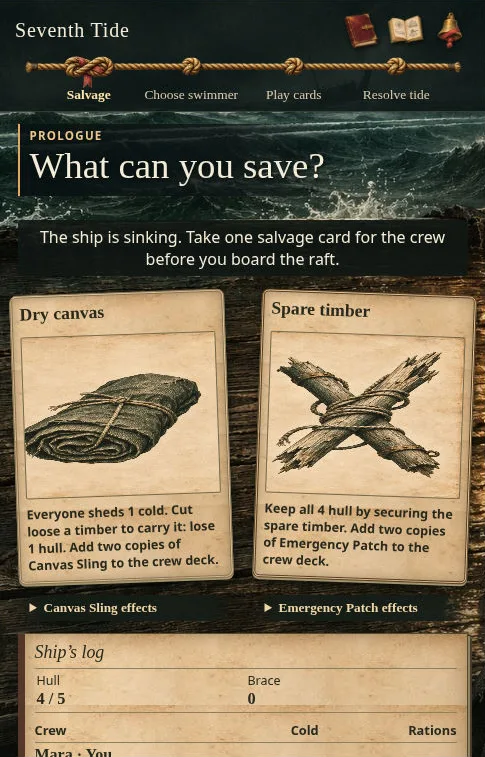 Seventh Tide
Salvage
Choose swimmer
Play cards
Resolve tide
PROLOGUE
What can you save?
The ship is sinking. Take one salvage card for the crew
before you board the raft.
Dry canvas
Everyone sheds 1 cold. Cut
loose a timber to carry it: lose
1 hull. Add two copies of
Canvas Sling to the crew deck.
Spare timber
Keep all 4 hull by securing the
spare timber. Add two copies
of Emergency Patch to the
crew deck.
Canvas Sling effects
Emergency Patch effects
Ship’s log
Hull
4 / 5
Brace
0
Crew
Cold
Rations
Mara · You